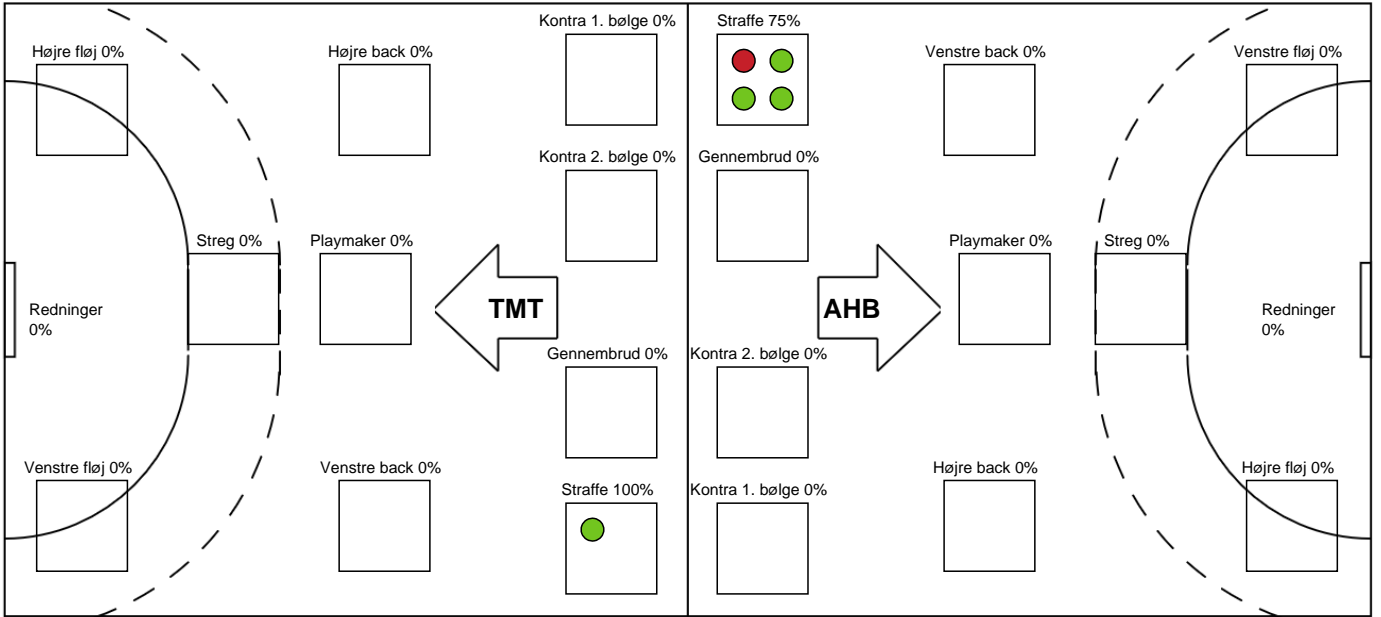 Kontra 1. bølge 0%
Straffe 75%
Højre fløj 0%
Højre back 0%
Venstre back 0%
Venstre fløj 0%
Kontra 2. bølge 0%
Gennembrud 0%
Streg 0%
Playmaker 0%
Playmaker 0%
Streg 0%
Redninger
0%
TMT
AHB
Redninger
0%
Gennembrud 0%
Kontra 2. bølge 0%
Venstre fløj 0%
Venstre back 0%
Højre back 0%
Højre fløj 0%
Straffe 100%
Kontra 1. bølge 0%